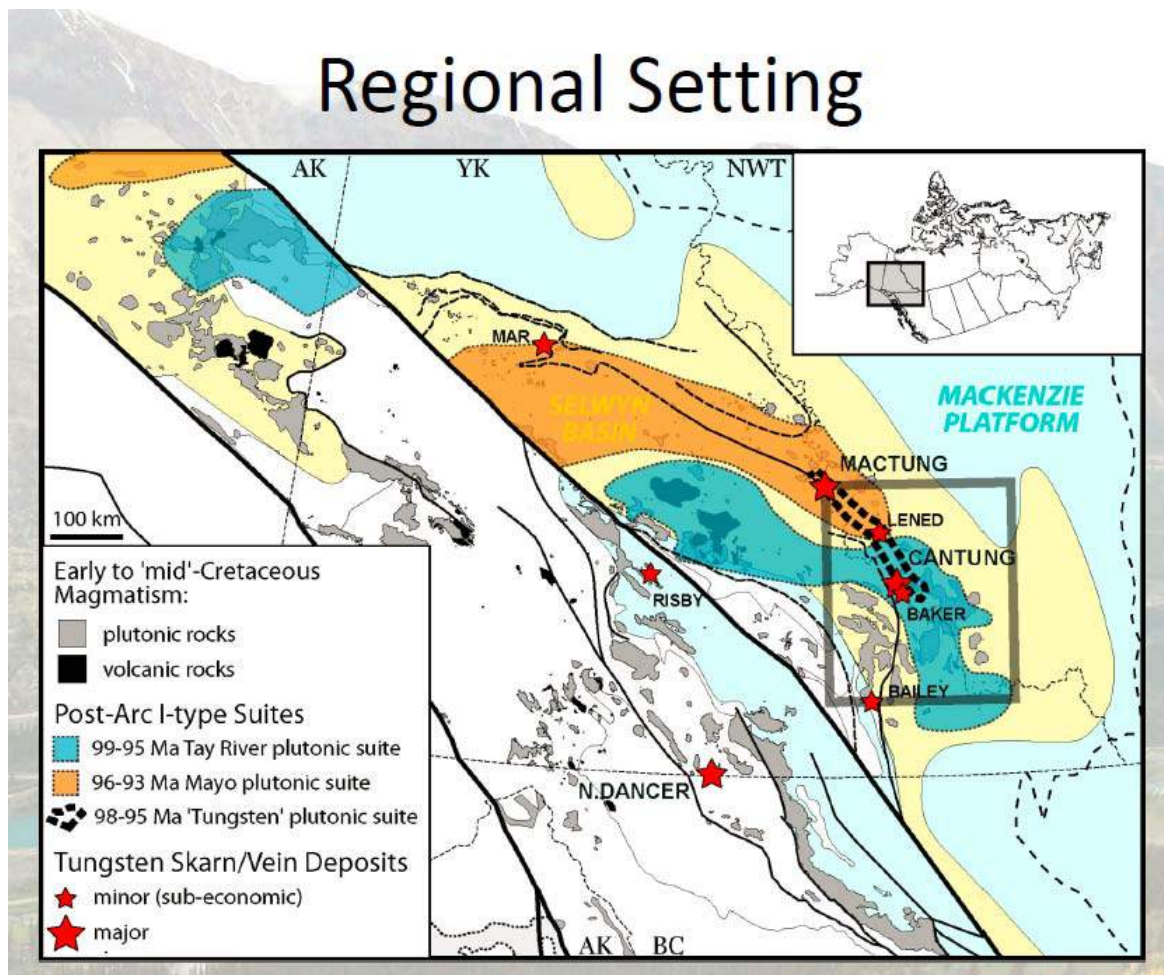 Regional Setting
AK
YK
NWT
MAR
SELWYN
BASIN
MACKENZIE
PLATFORM
MACTUNG
LENED
CANTUNG
BAKER
RISBY
BAILEY
N.DANCER
100 km
Early to 'mid'-Cretaceous
Magmatism:
plutonic rocks
volcanic rocks
Post-Arc I-type Suites
99-95 Ma Tay River plutonic suite
96-93 Ma Mayo plutonic suite
98-95 Ma 'Tungsten' plutonic suite
Tungsten Skarn/Vein Deposits
minor (sub-economic)
major
AK
BC